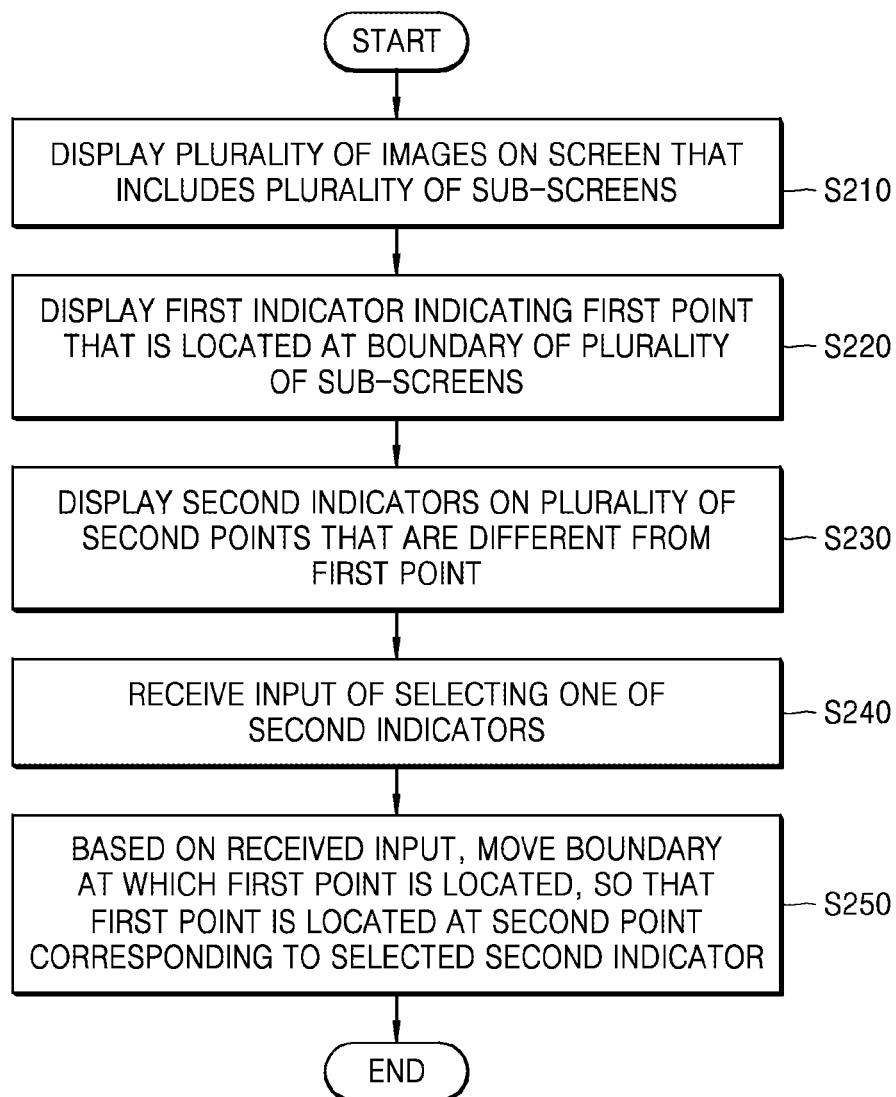 START
DISPLAY PLURALITY OF IMAGES ON SCREEN THAT
INCLUDES PLURALITY OF SUB-SCREENS
S210
DISPLAY FIRST INDICATOR INDICATING FIRST POINT
THAT IS LOCATED AT BOUNDARY OF PLURALITY
OF SUB-SCREENS
S220
DISPLAY SECOND INDICATORS ON PLURALITY OF
SECOND POINTS THAT ARE DIFFERENT FROM
FIRST POINT
S230
RECEIVE INPUT OF SELECTING ONE OF
SECOND INDICATORS
S240
BASED ON RECEIVED INPUT, MOVE BOUNDARY
AT WHICH FIRST POINT IS LOCATED, SO THAT
FIRST POINT IS LOCATED AT SECOND POINT
CORRESPONDING TO SELECTED SECOND INDICATOR
S250
END